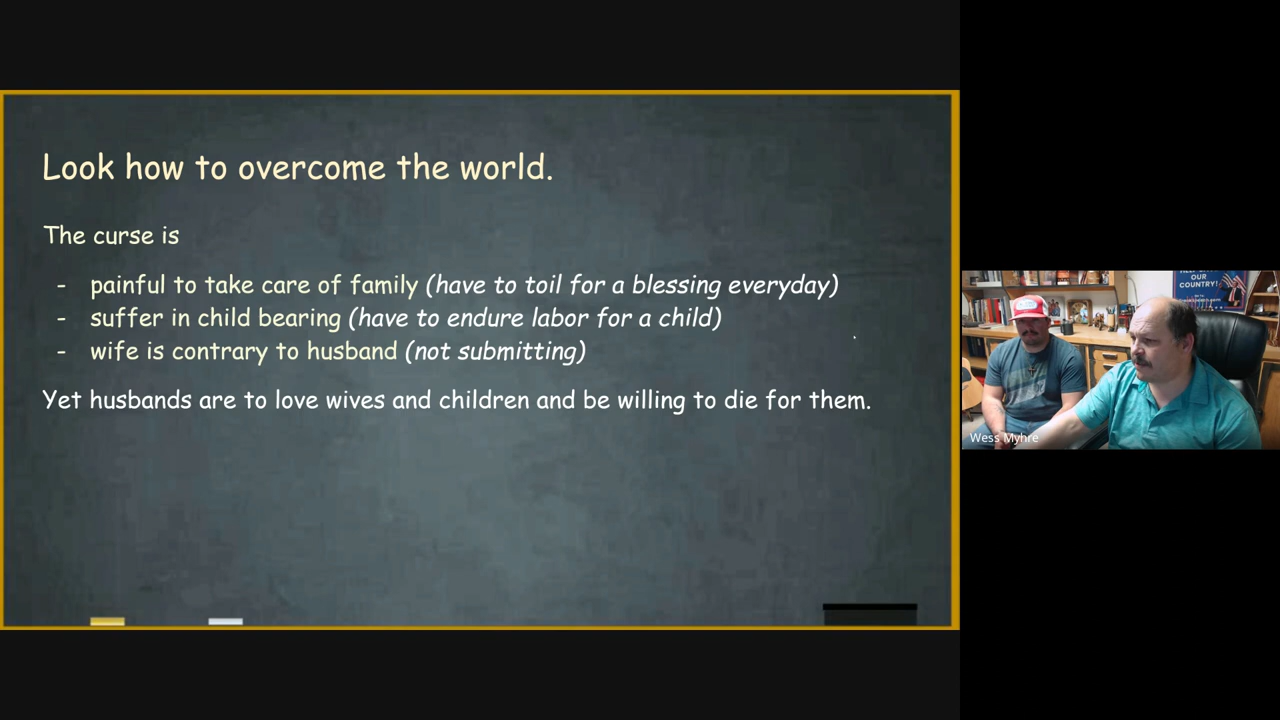 Look how to overcome the world.
The curse is
- painful to take care of family (have to toil for a blessing everyday)
- suffer in child bearing (have to endure labor for a child)
- wife is contrary to husband (not submitting)
Yet husbands are to love wives and children and be willing to die for them.
OUR
COUNTRY!
Wess Myhre